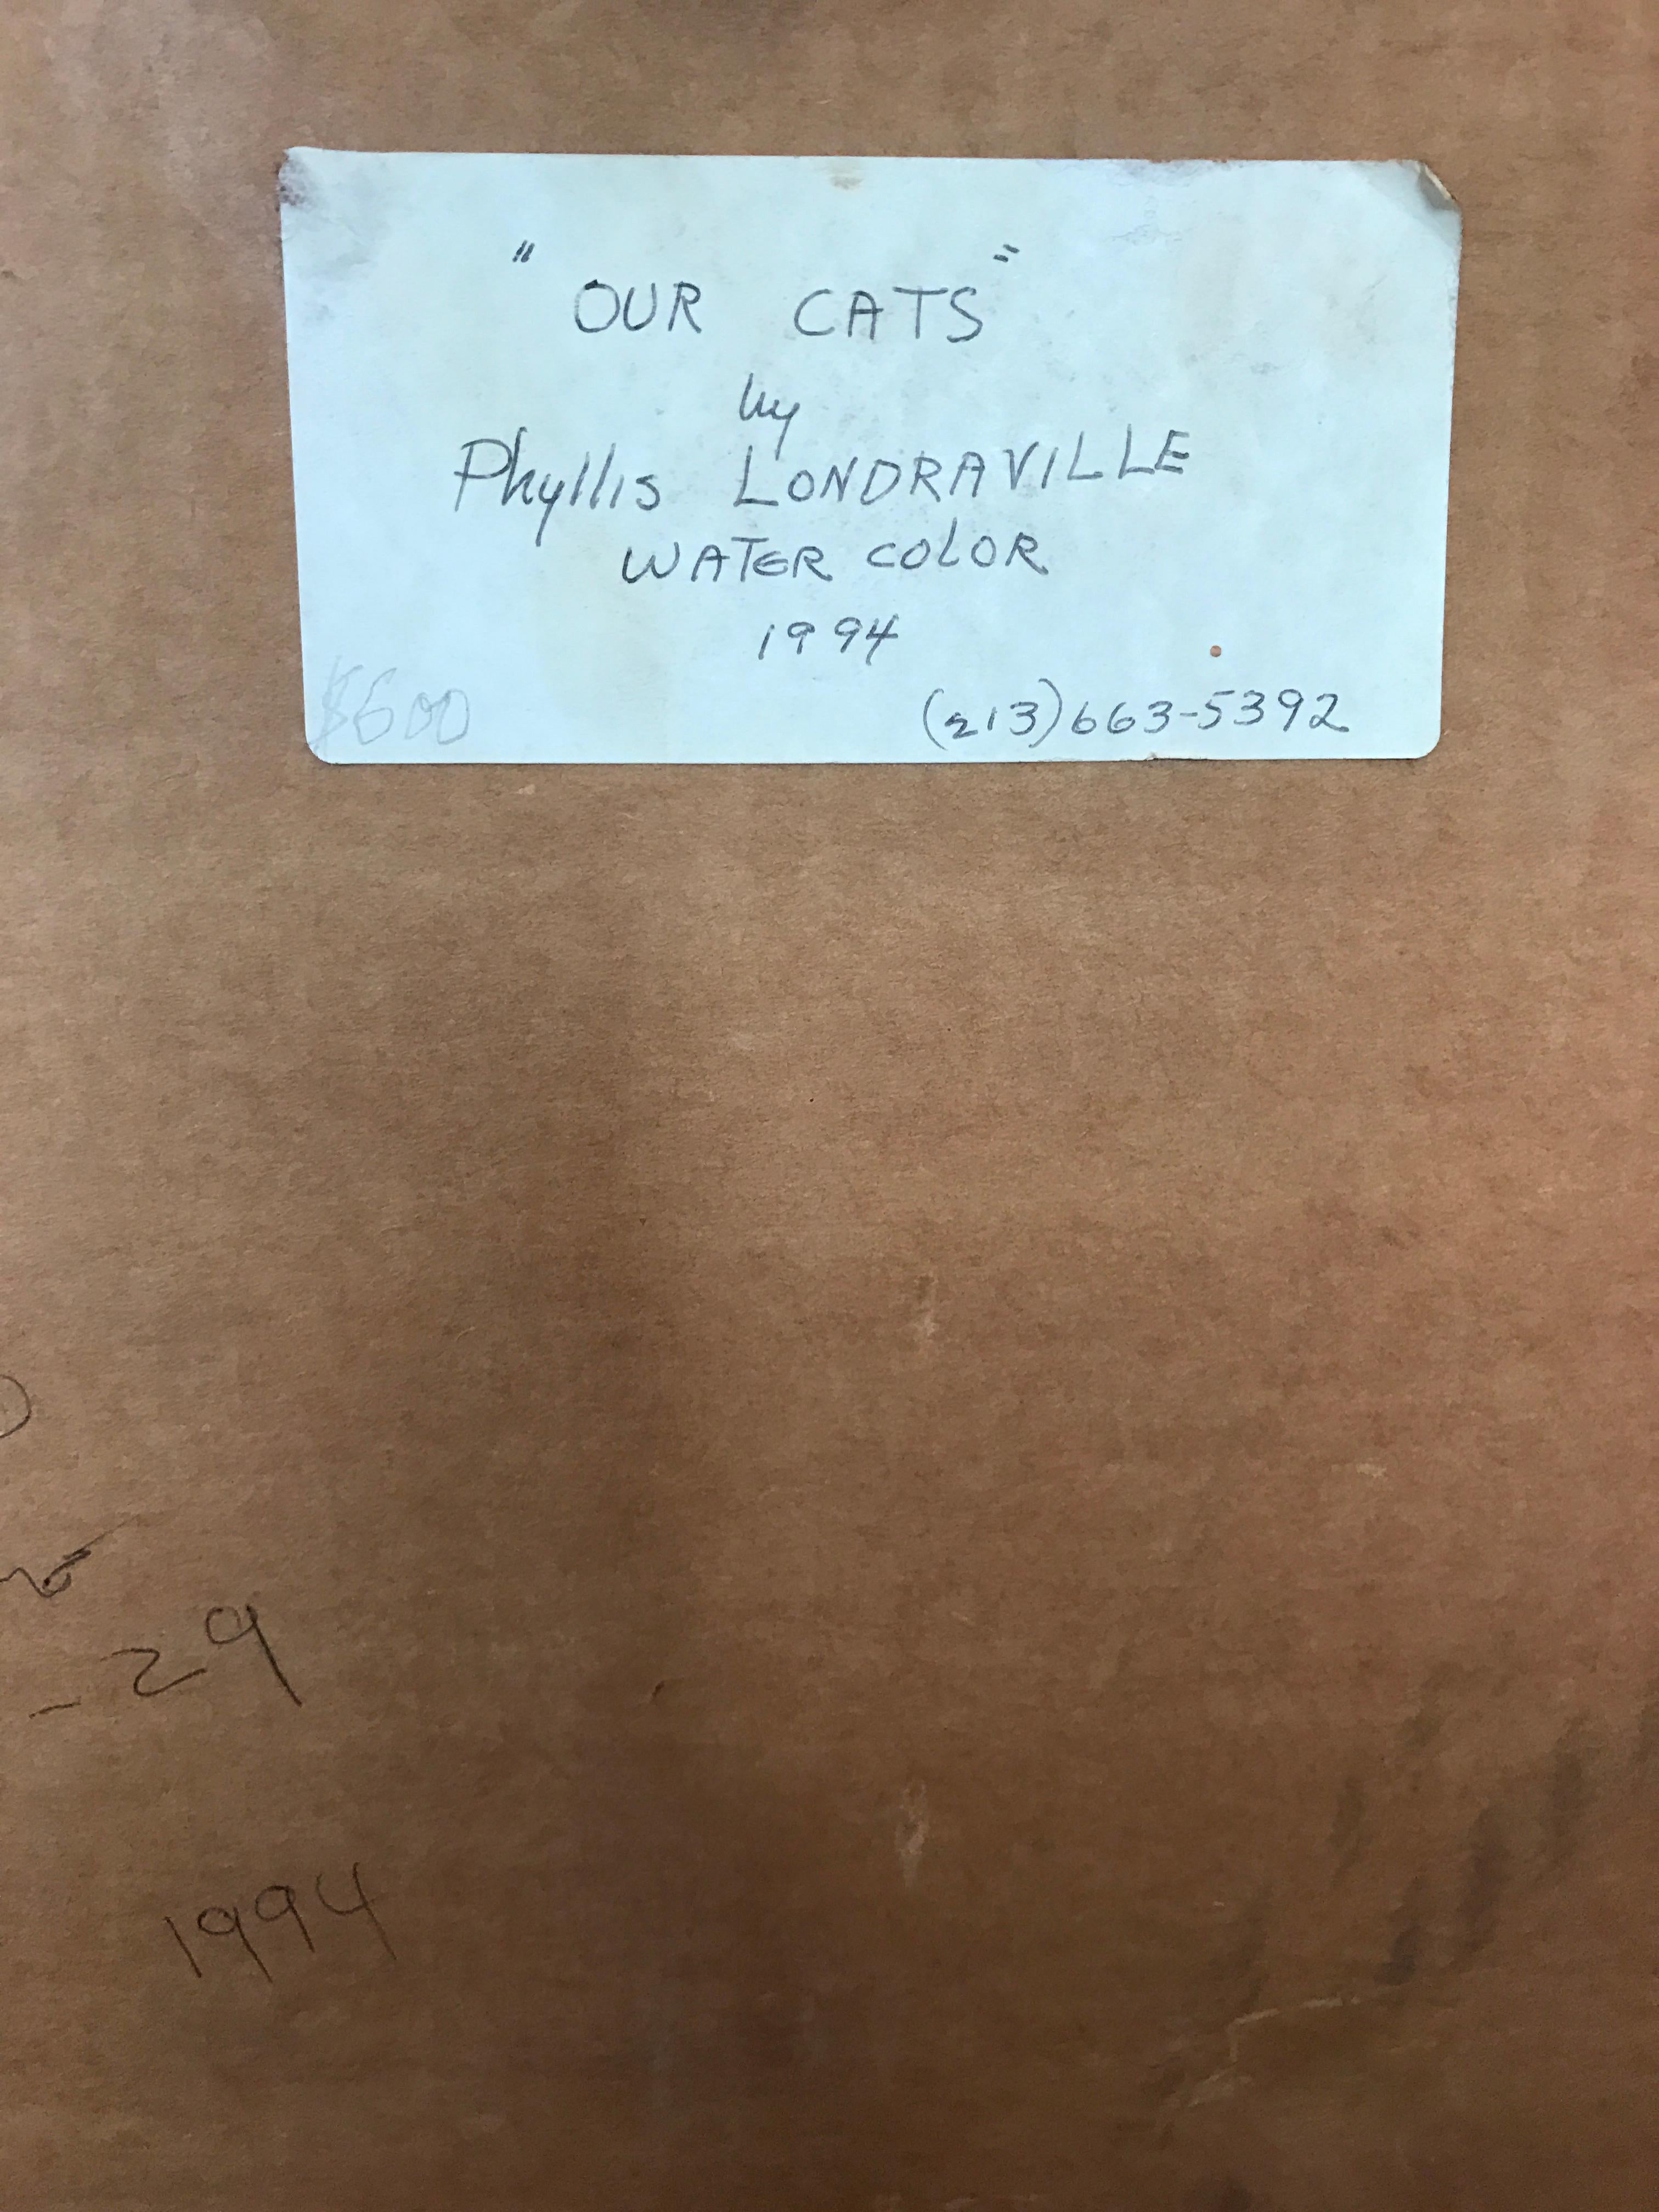 "OUR CATS"
by
Phyllis LONDRAVILLE
WATER COLOR
1994
$600
(213)663-5392
-29
1994